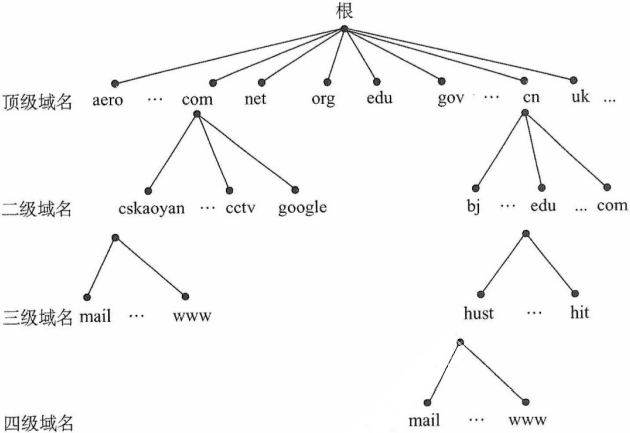 根
顶级域名 aero … com net org edu gov … cn uk ...
二级域名 cskaoyan … cctv google bj … edu ... com
三级域名 mail … www hust … hit
四级域名 mail … www